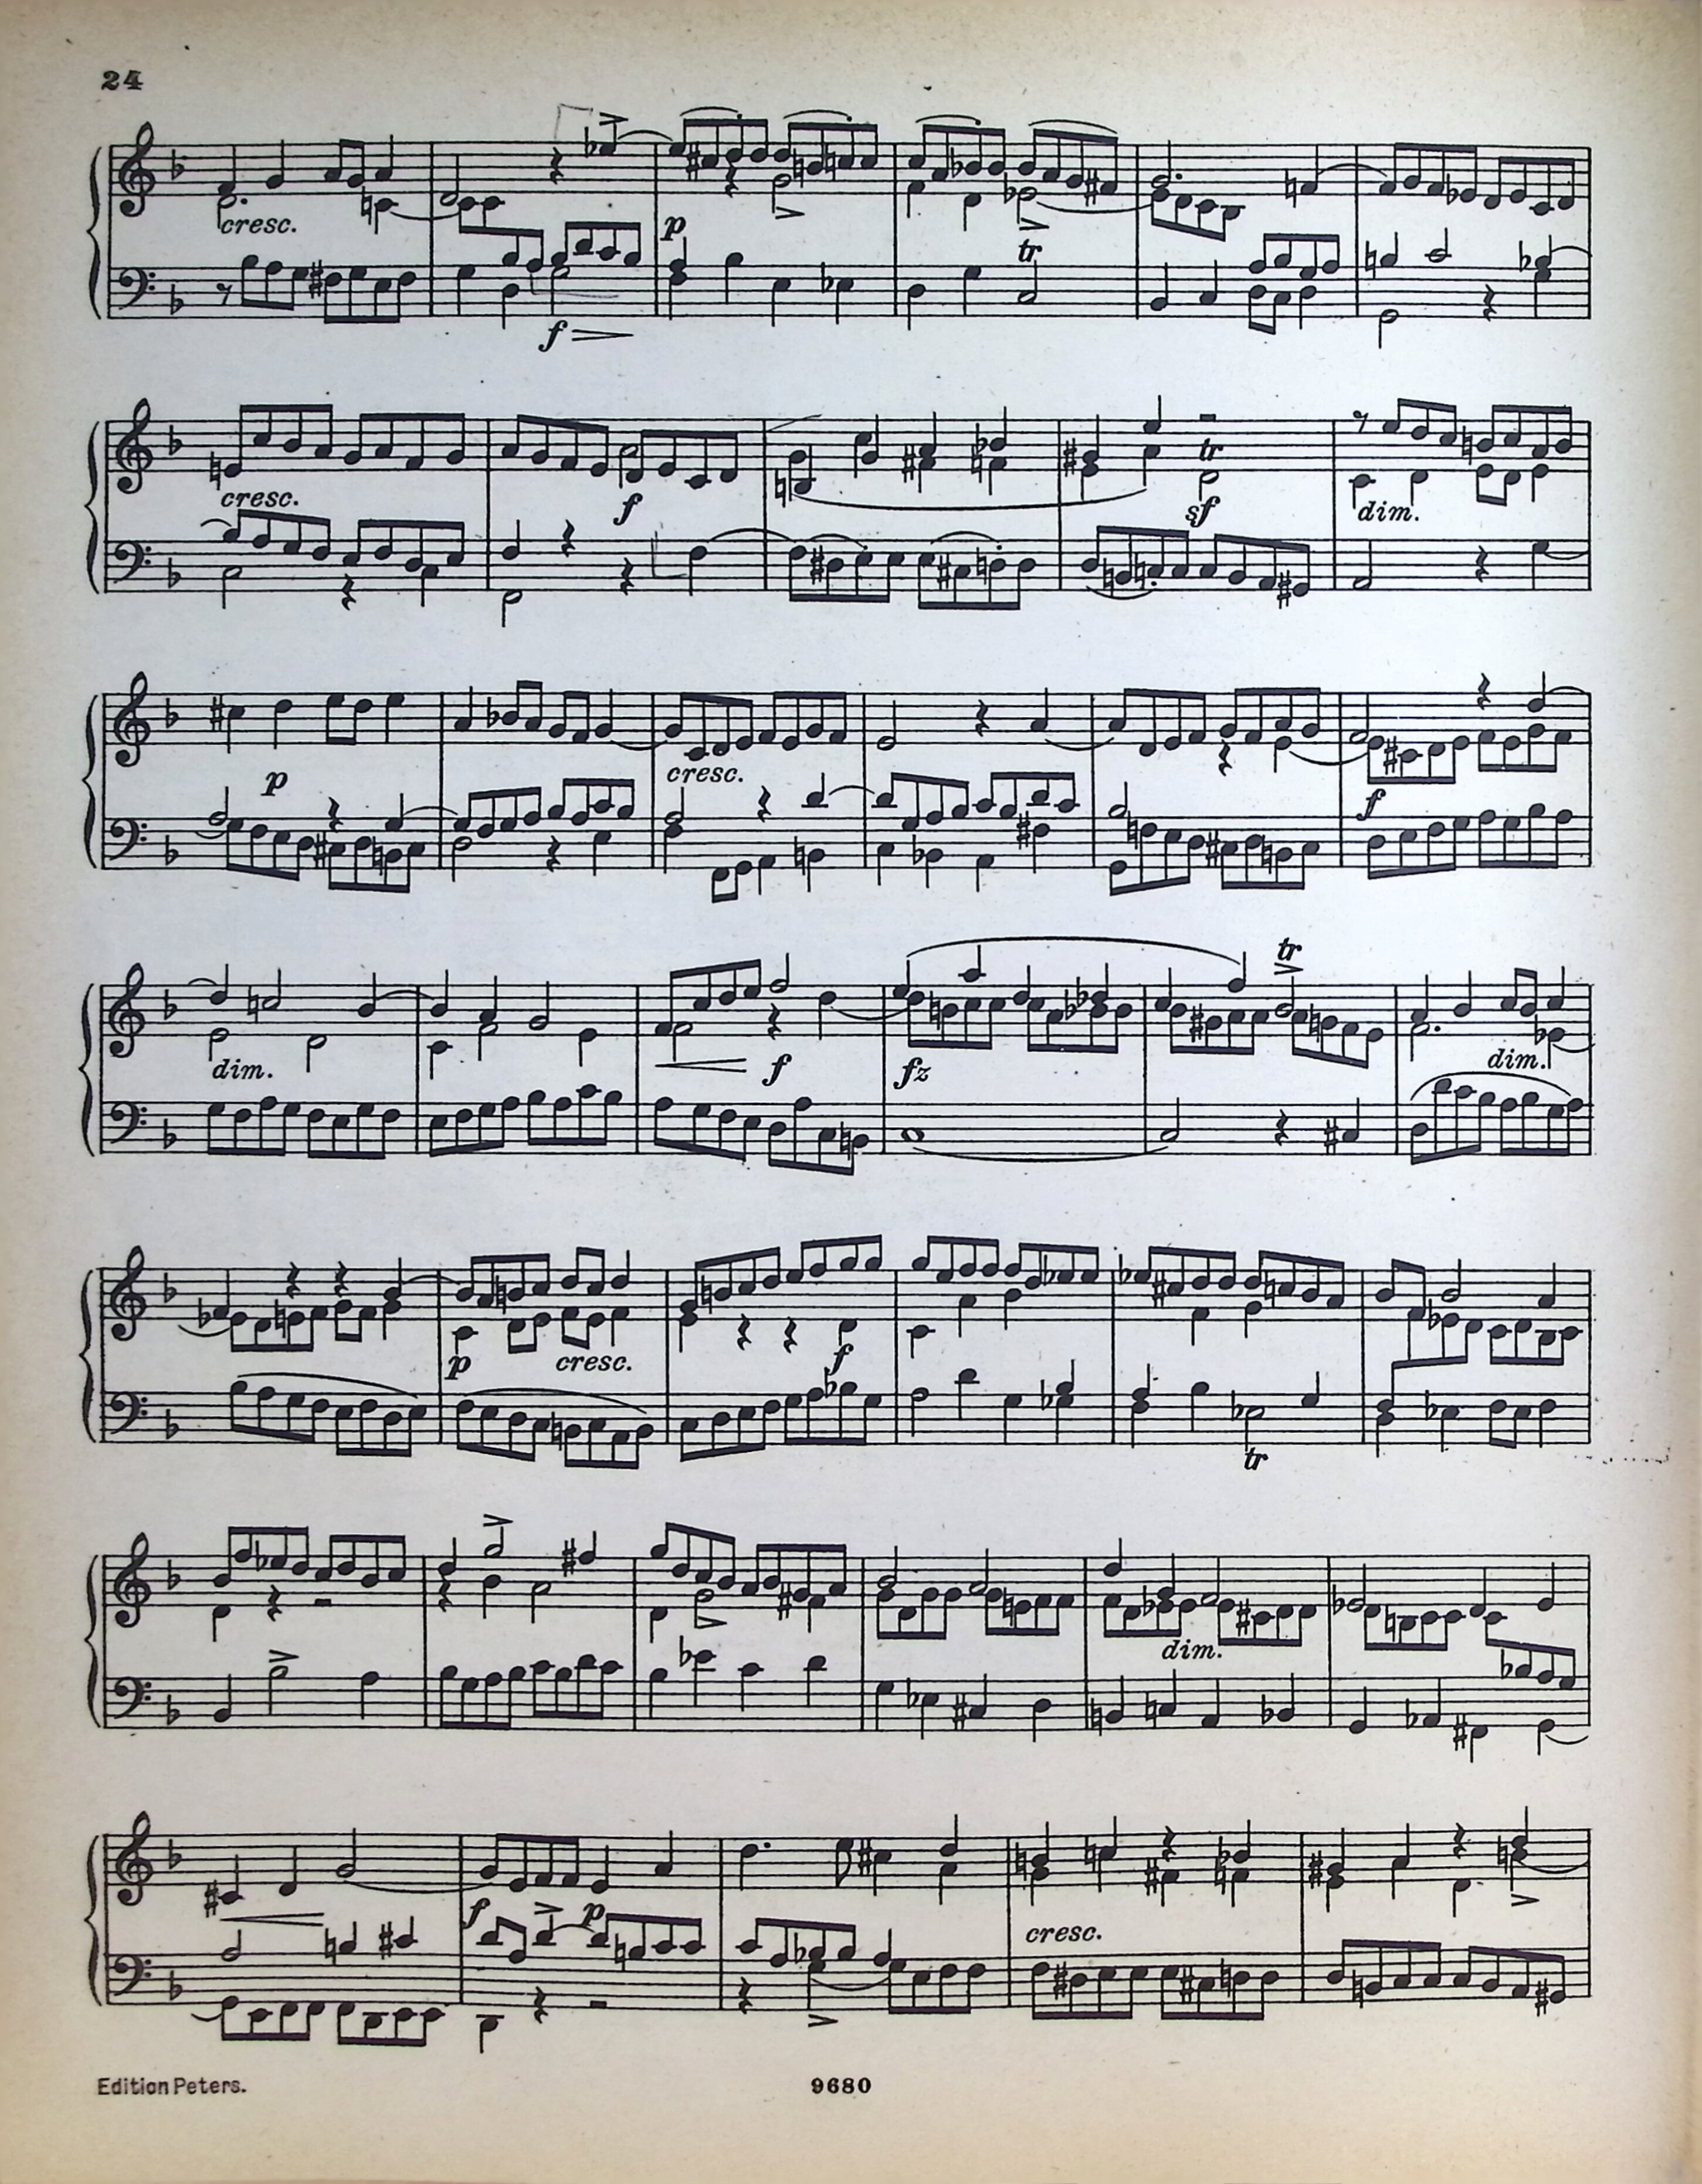 24
cresc.
p
tr
f
cresc.
f
tr
sf
dim.
p
cresc.
f
tr
dim.
f
fz
dim.
p
cresc.
f
tr
dim.
f
p
cresc.
Edition Peters.
9680